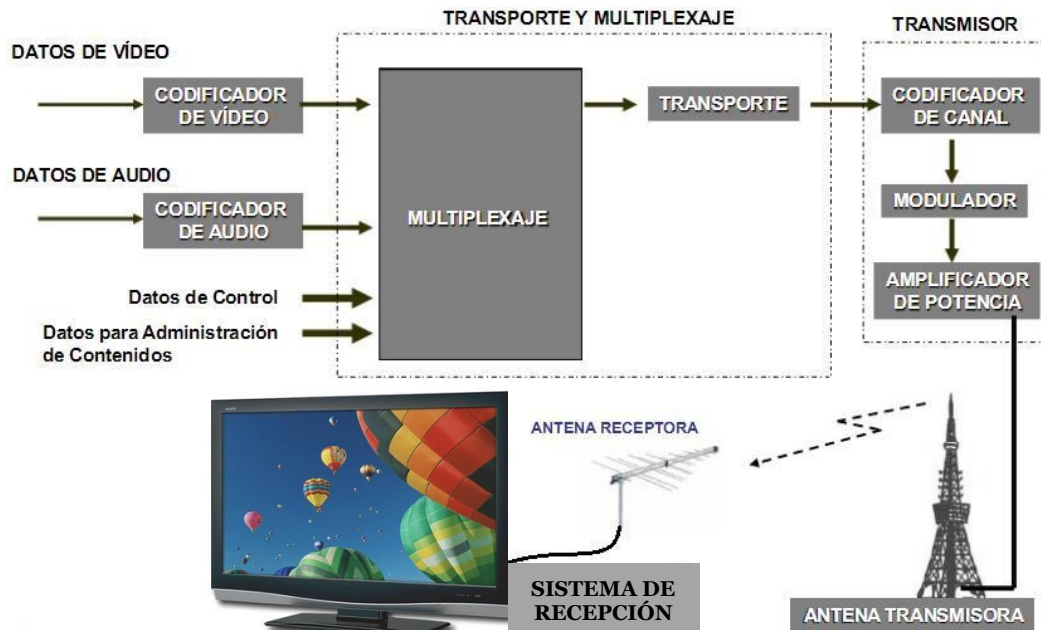 TRANSPORTE Y MULTIPLEXAJE
TRANSMISOR
DATOS DE VÍDEO
CODIFICADOR
DE VÍDEO
TRANSPORTE
CODIFICADOR
DE CANAL
DATOS DE AUDIO
CODIFICADOR
DE AUDIO
MULTIPLEXAJE
MODULADOR
Datos de Control
AMPLIFICADOR
DE POTENCIA
Datos para Administración
de Contenidos
ANTENA RECEPTORA
SISTEMA DE
RECEPCIÓN
ANTENA TRANSMISORA